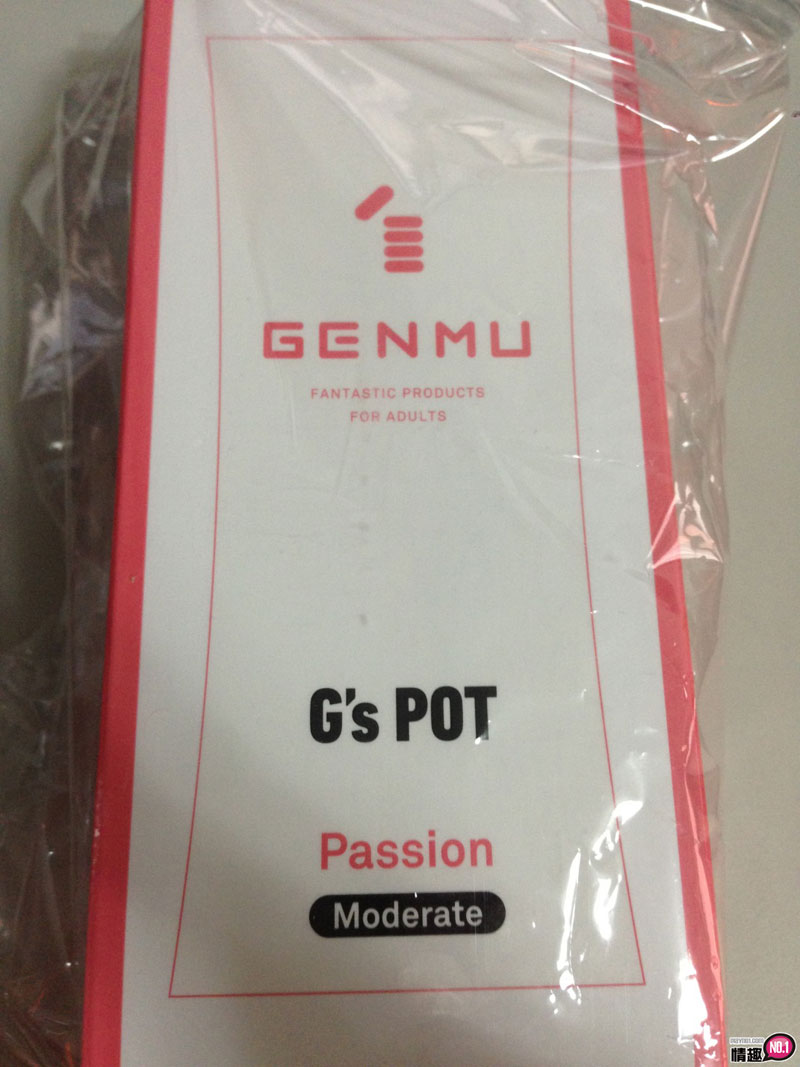 GENMU
FANTASTIC PRODUCTS
FOR ADULTS
G's POT
Passion
Moderate
情趣 NO.1